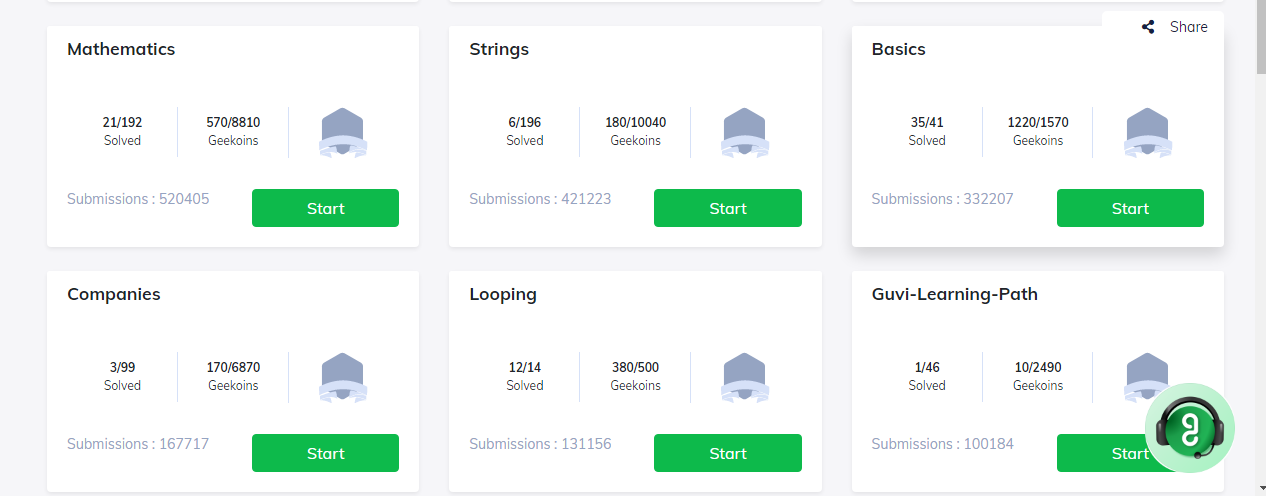 Share
Mathematics
21/192
Solved
570/8810
Geekoins
Submissions : 520405
Start
Strings
6/196
Solved
180/10040
Geekoins
Submissions : 421223
Start
Basics
35/41
Solved
1220/1570
Geekoins
Submissions : 332207
Start
Companies
3/99
Solved
170/6870
Geekoins
Submissions : 167717
Start
Looping
12/14
Solved
380/500
Geekoins
Submissions : 131156
Start
Guvi-Learning-Path
1/46
Solved
10/2490
Geekoins
Submissions : 100184
Start
g